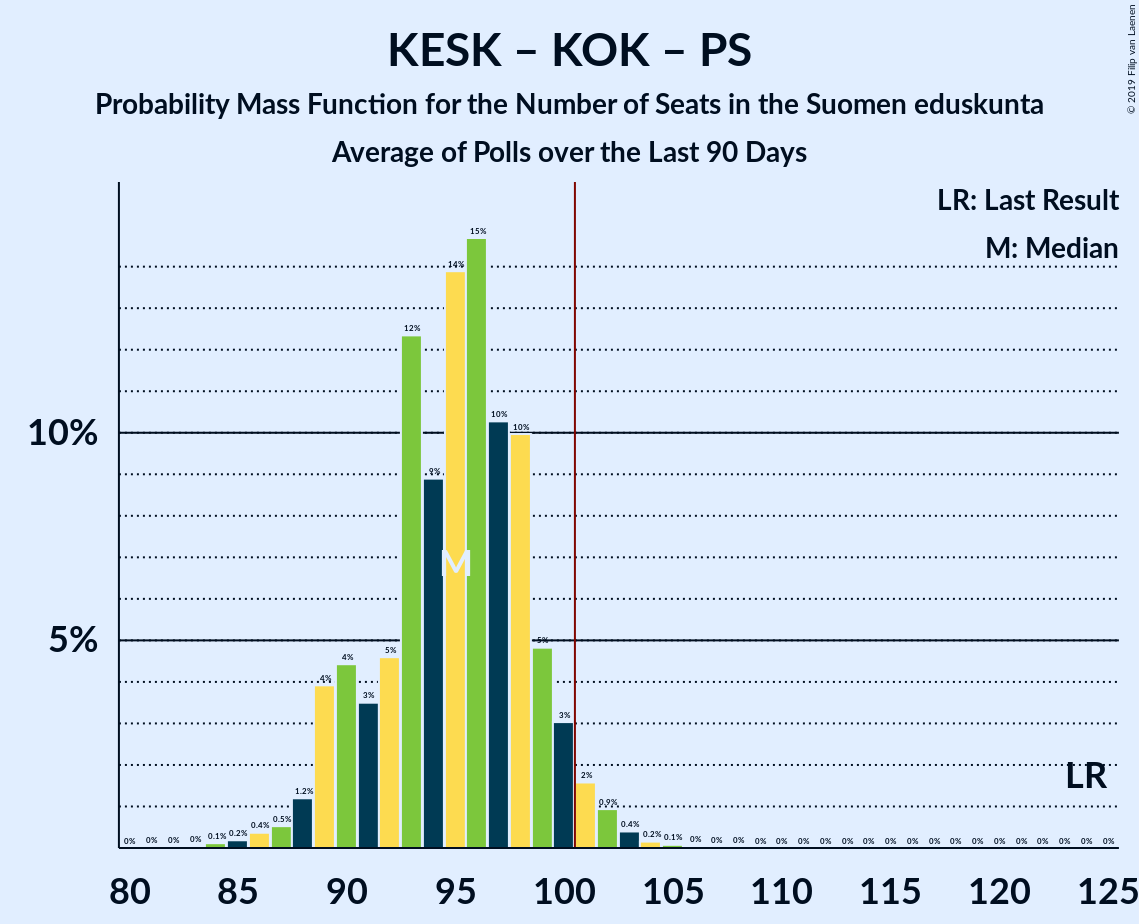 KESK – KOK – PS
Probability Mass Function for the Number of Seats in the Suomen eduskunta
Average of Polls over the Last 90 Days
© 2019 Filip van Laenen
LR: Last Result
M: Median
10%
5%
0% 0% 0% 0% 0.1% 0.2% 0.4% 0.5% 1.2% 4% 4% 3% 5% 12% 9% 14% 15% 10% 10% 5% 3% 2% 0.9% 0.4% 0.2% 0.1% 0% 0% 0% 0% 0% 0% 0% 0% 0% 0% 0% 0% 0% 0% 0% 0% 0% 0% 0% 0%
M
LR
80 85 90 95 100 105 110 115 120 125